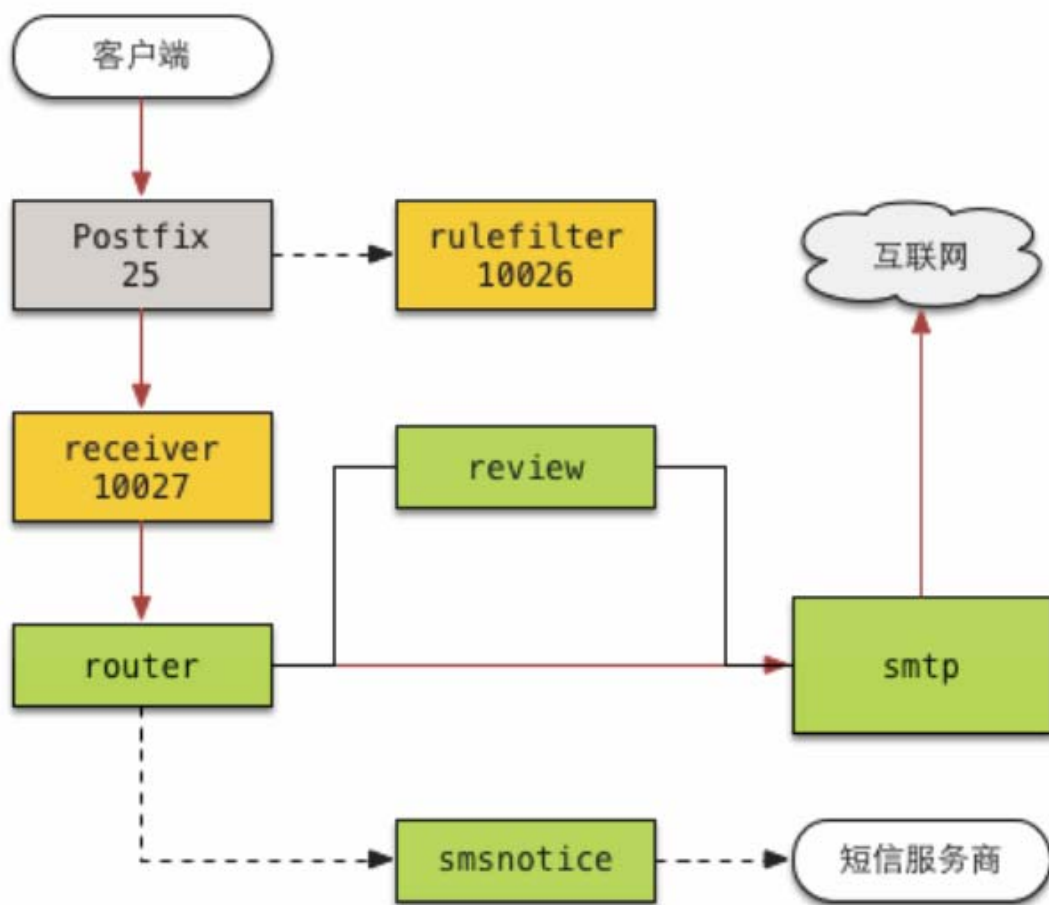 客户端
Postfix
25
rulefilter
10026
互联网
receiver
10027
review
router
smtp
smsnotice
短信服务商